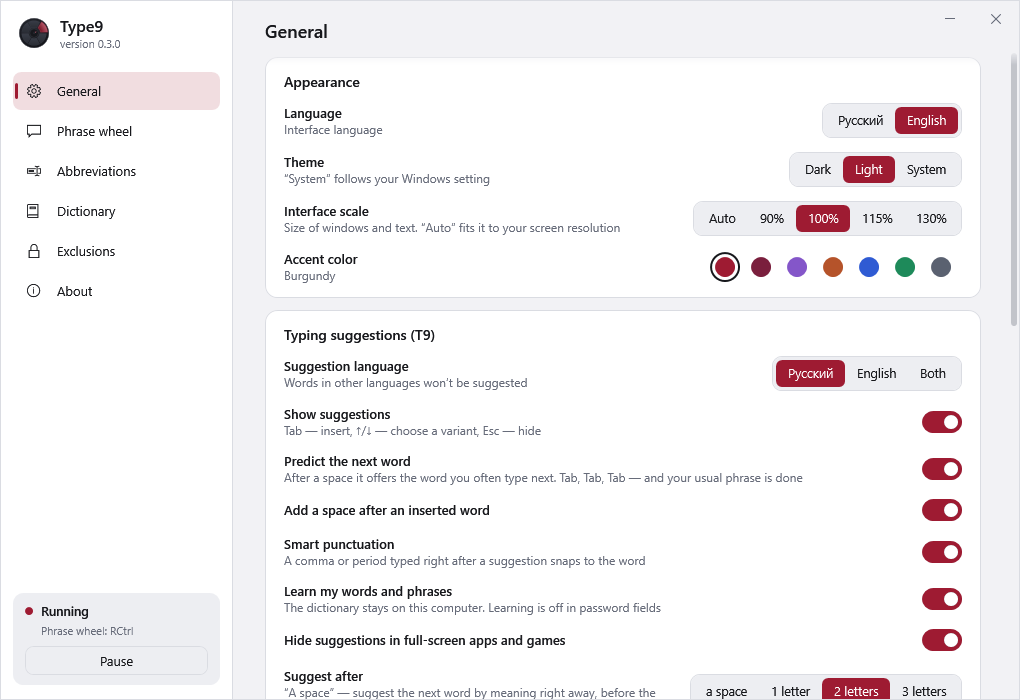 Type9
version 0.3.0
General
Phrase wheel
Abbreviations
Dictionary
Exclusions
About
Running
Phrase wheel: RCtrl
Pause
General
Appearance
Language
Interface language
Русский English
Theme
“System” follows your Windows setting
Dark Light System
Interface scale
Size of windows and text. “Auto” fits it to your screen resolution
Auto 90% 100% 115% 130%
Accent color
Burgundy
Typing suggestions (T9)
Suggestion language
Words in other languages won’t be suggested
Русский English Both
Show suggestions
Tab — insert, ↑/↓ — choose a variant, Esc — hide
Predict the next word
After a space it offers the word you often type next. Tab, Tab, Tab — and your usual phrase is done
Add a space after an inserted word
Smart punctuation
A comma or period typed right after a suggestion snaps to the word
Learn my words and phrases
The dictionary stays on this computer. Learning is off in password fields
Hide suggestions in full-screen apps and games
Suggest after
“A space” — suggest the next word by meaning right away, before the
a space 1 letter 2 letters 3 letters